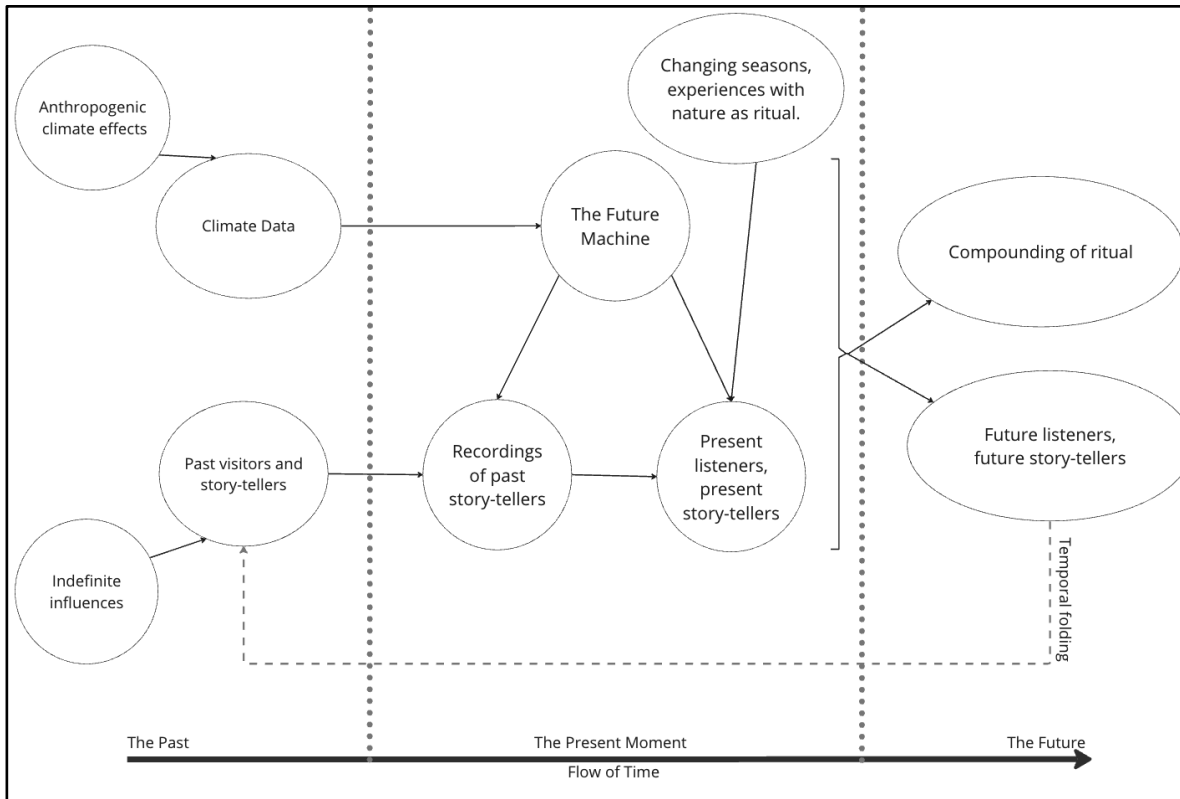 Anthropogenic
climate effects
Climate Data
Changing seasons,
experiences with
nature as ritual.
The Future
Machine
Compounding of ritual
Past visitors and
story-tellers
Recordings
of past
story-tellers
Present
listeners,
present
story-tellers
Future listeners,
future story-tellers
Indefinite
influences
Temporal folding
The Past
The Present Moment
The Future
Flow of Time